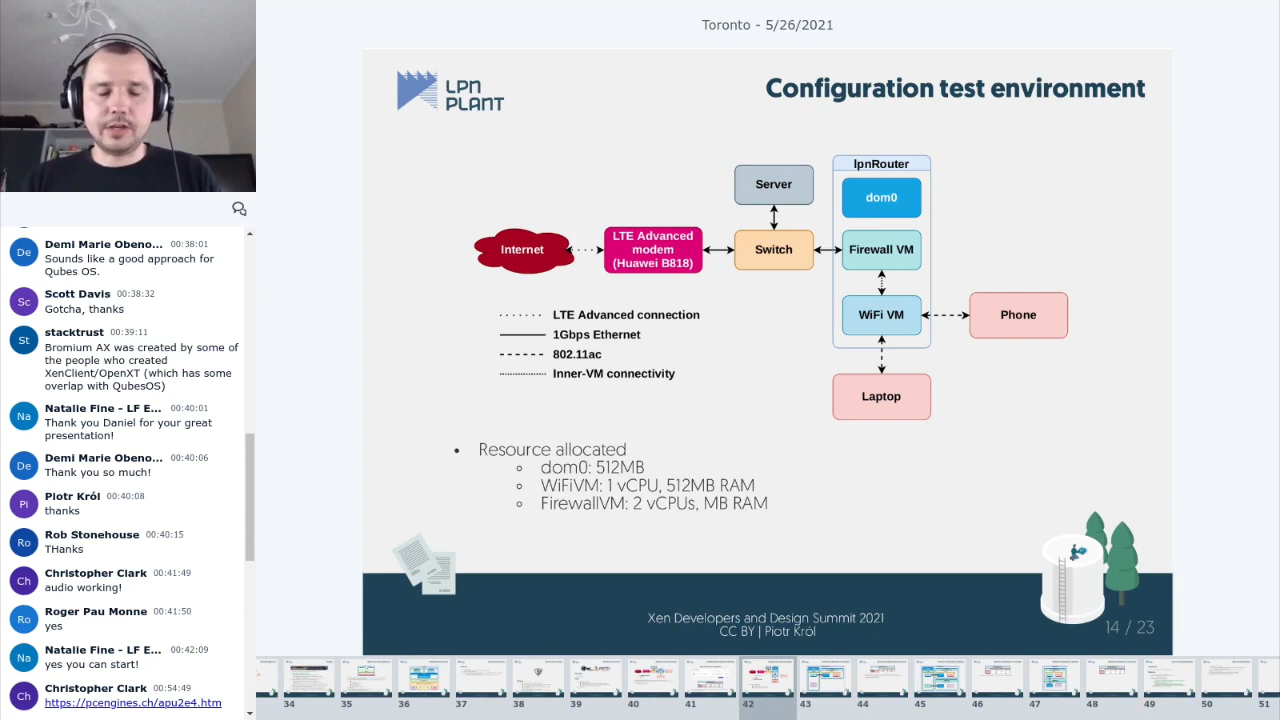 Toronto - 5/26/2021
LPN
PLANT
Configuration test environment
lpnRouter
dom0
Server
Internet
LTE Advanced
modem
(Huawei B818)
Switch
Firewall VM
WiFi VM
Phone
Laptop
LTE Advanced connection
1Gbps Ethernet
802.11ac
Inner-VM connectivity
• Resource allocated
○ dom0: 512MB
○ WiFiVM: 1 vCPU, 512MB RAM
○ FirewallVM: 2 vCPUs, MB RAM
Xen Developers and Design Summit 2021
CC BY | Piotr Król
14 / 23
De
Demi Marie Obeno... 00:38:01
Sounds like a good approach for
Qubes OS.
Sc
Scott Davis 00:38:32
Gotcha, thanks
St
stacktrust 00:39:11
Bromium AX was created by some of
the people who created
XenClient/OpenXT (which has some
overlap with QubesOS)
Na
Natalie Fine - LF E... 00:40:01
Thank you Daniel for your great
presentation!
De
Demi Marie Obeno... 00:40:06
Thank you so much!
Pi
Piotr Król 00:40:08
thanks
Ro
Rob Stonehouse 00:40:15
THanks
Ch
Christopher Clark 00:41:49
audio working!
Ro
Roger Pau Monne 00:41:50
yes
Na
Natalie Fine - LF E... 00:42:09
yes you can start!
Ch
Christopher Clark 00:54:49
https://pcengines.ch/apu2e4.htm
34 35 36 37 38 39 40 41 42 43 44 45 46 47 48 49 50 51